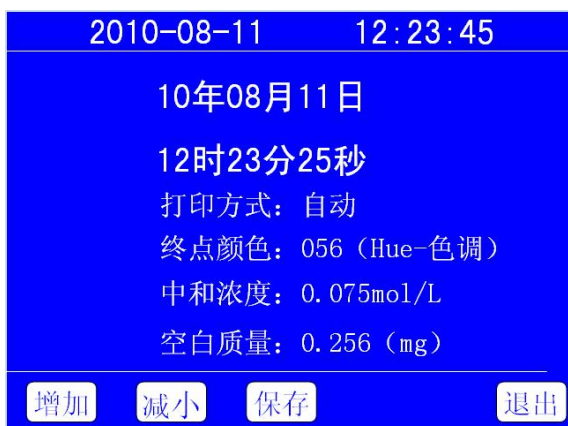 2010-08-11 12:23:45
10年08月11日
12时23分25秒
打印方式：自动
终点颜色：056（Hue-色调）
中和浓度：0.075mol/L
空白质量：0.256（mg）
增加 减小 保存 退出